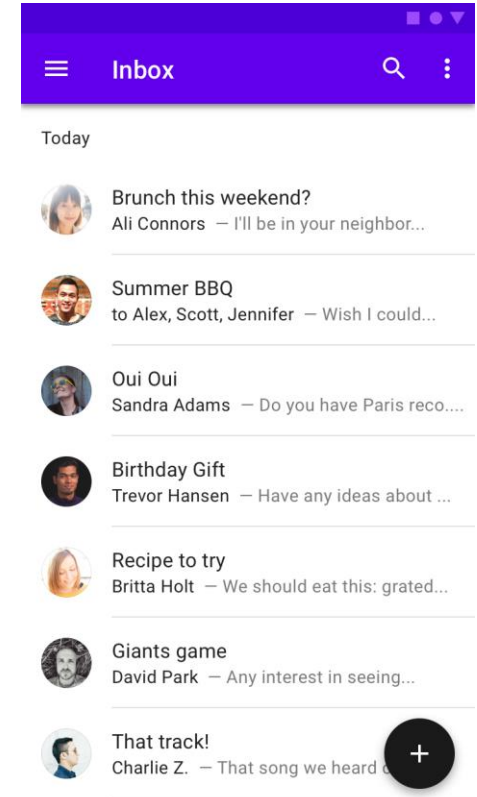 Inbox
Today
Brunch this weekend?
Ali Connors — I'll be in your neighbor...
Summer BBQ
to Alex, Scott, Jennifer — Wish I could...
Oui Oui
Sandra Adams — Do you have Paris reco....
Birthday Gift
Trevor Hansen — Have any ideas about ...
Recipe to try
Britta Holt — We should eat this: grated...
Giants game
David Park — Any interest in seeing...
That track!
Charlie Z. — That song we heard